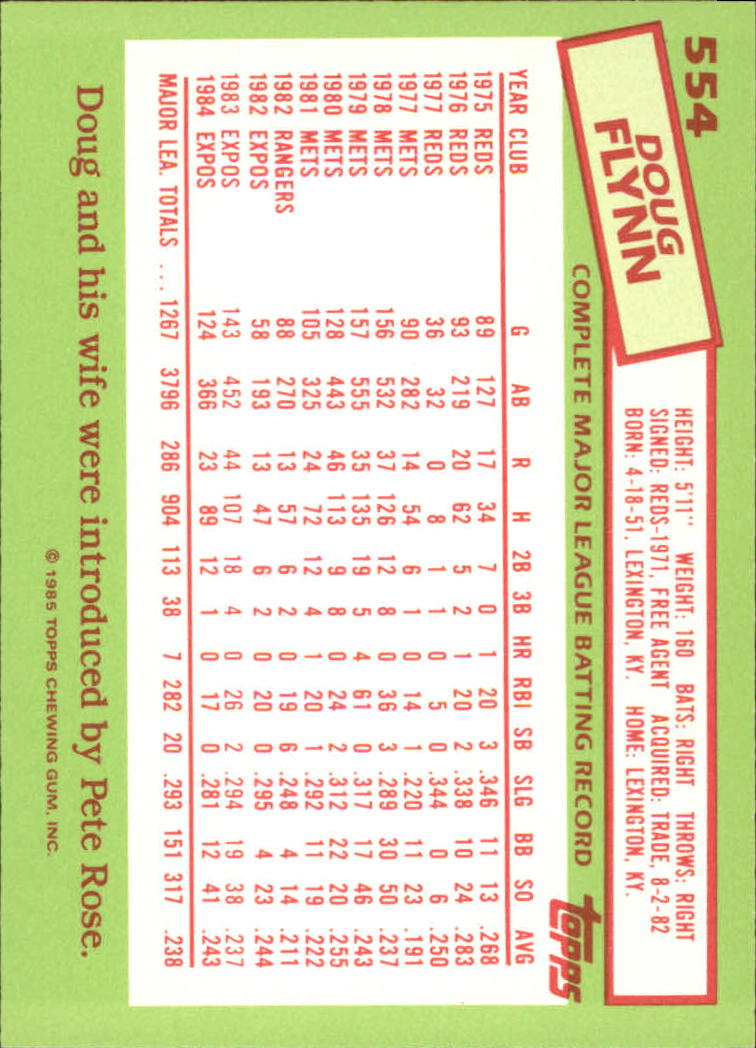 554
DOUG
FLYNN
HEIGHT: 5'11" WEIGHT: 160 BATS: RIGHT THROWS: RIGHT
SIGNED: REDS-1971, FREE AGENT ACQUIRED: TRADE, 8-2-82
BORN: 4-18-51, LEXINGTON, KY. HOME: LEXINGTON, KY.
COMPLETE MAJOR LEAGUE BATTING RECORD
topps
YEAR CLUB G AB R H 2B 3B HR RBI SB SLG BB SO AVG
1975 REDS 89 127 17 34 7 0 1 20 3 .346 11 13 .268
1976 REDS 93 219 20 62 5 2 1 20 2 .338 10 24 .283
1977 REDS 36 32 0 8 1 1 0 5 0 .344 0 6 .250
1977 METS 90 282 14 54 6 1 0 14 1 .220 11 23 .191
1978 METS 156 532 37 126 12 8 0 36 3 .289 30 50 .237
1979 METS 157 555 35 135 19 5 4 61 0 .317 17 46 .243
1980 METS 128 443 46 113 9 8 0 24 2 .312 22 20 .255
1981 METS 105 325 24 72 12 4 1 20 1 .292 11 19 .222
1982 RANGERS 88 270 13 57 6 2 0 19 6 .248 4 14 .211
1982 EXPOS 58 193 13 47 6 2 0 20 0 .295 4 23 .244
1983 EXPOS 143 452 44 107 18 4 0 26 2 .294 19 38 .237
1984 EXPOS 124 366 23 89 12 1 0 17 0 .281 12 41 .243
MAJOR LEA. TOTALS ... 1267 3796 286 904 113 38 7 282 20 .293 151 317 .238
Doug and his wife were introduced by Pete Rose.
© 1985 TOPPS CHEWING GUM, INC.